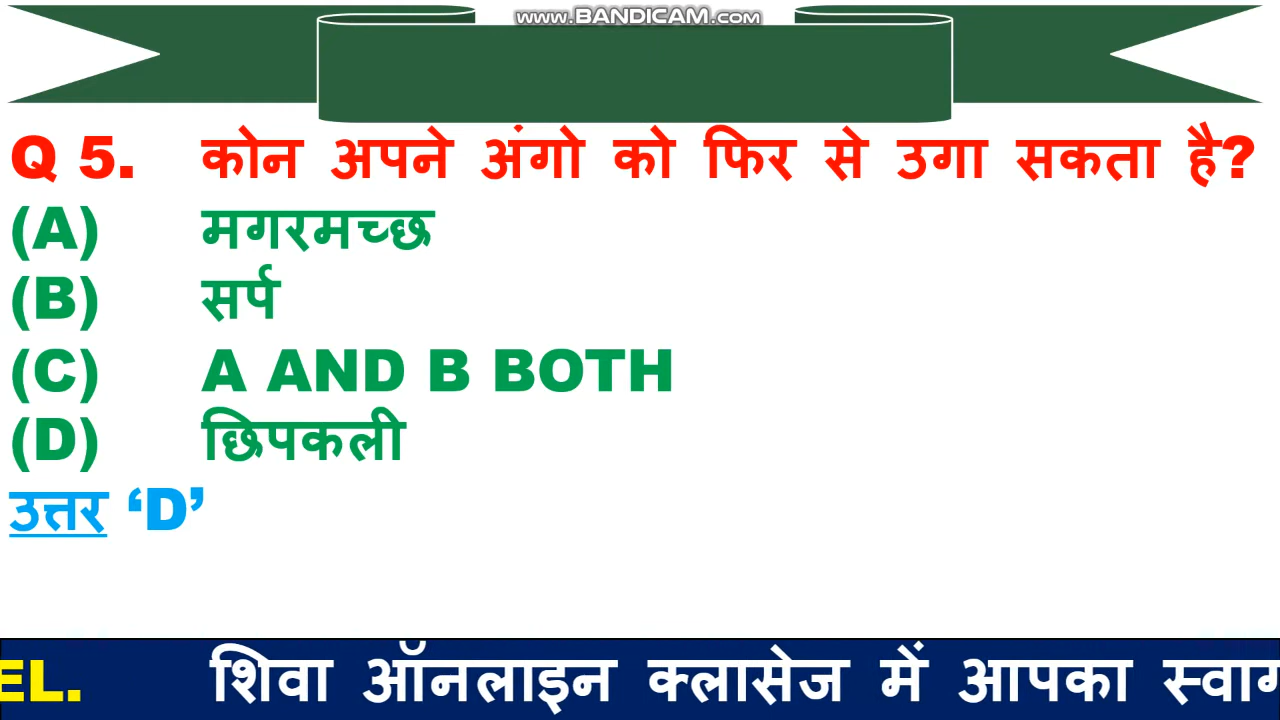 www.BANDICAM.com
Q 5. कोन अपने अंगो को फिर से उगा सकता है?
(A) मगरमच्छ
(B) सर्प
(C) A AND B BOTH
(D) छिपकली
उत्तर ‘D’
EL. शिवा ऑनलाइन क्लासेज में आपका